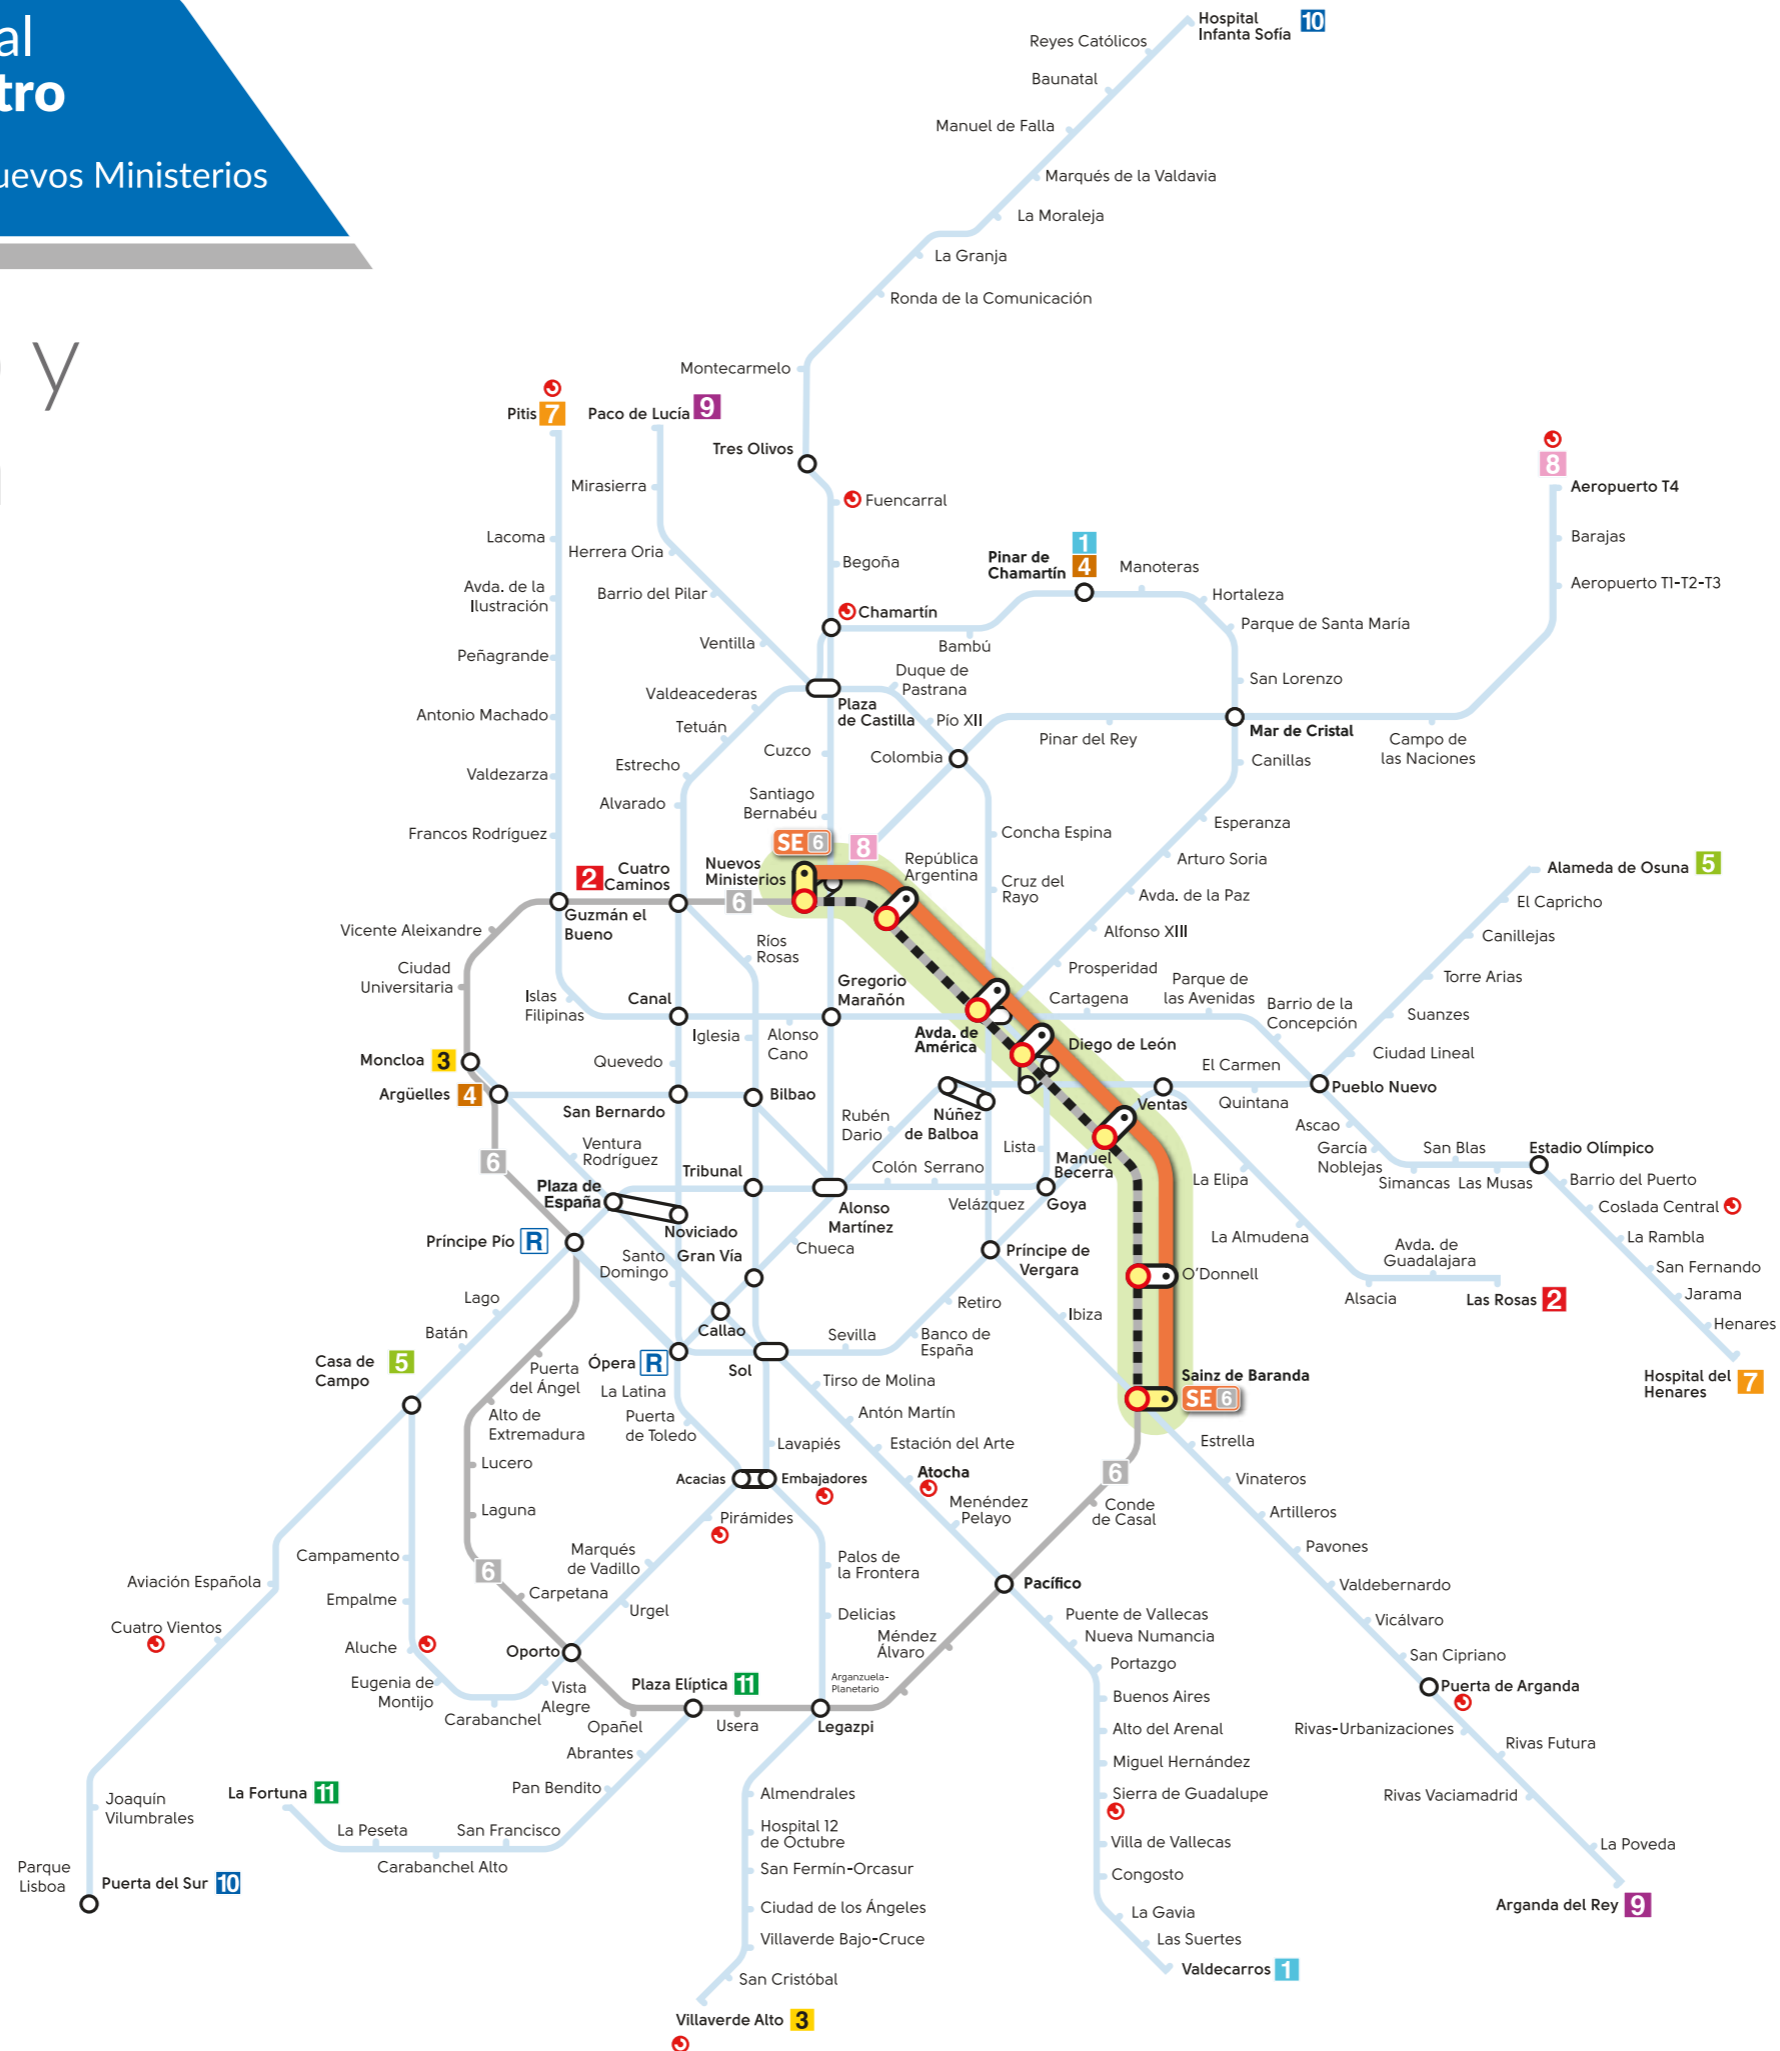 al
tro
uevos Ministerios
y
Hospital
Infanta Sofía 10
Reyes Católicos
Baunatal
Manuel de Falla
Marqués de la Valdavia
La Moraleja
La Granja
Ronda de la Comunicación
Montecarmelo
Pitis 7
Paco de Lucía 9
Tres Olivos
8
Aeropuerto T4
Mirasierra
Fuencarral
Lacoma
Herrera Oria
Barajas
Begoña
Pinar de
Chamartín
1
4
Manoteras
Aeropuerto T1-T2-T3
Avda. de la
Ilustración
Barrio del Pilar
Hortaleza
Chamartín
Parque de Santa María
Ventilla
Bambú
Peñagrande
Duque de
Pastrana
San Lorenzo
Valdeacederas
Plaza
de Castilla
Pío XII
Antonio Machado
Tetuán
Mar de Cristal
Pinar del Rey
Campo de
las Naciones
Cuzco
Colombia
Canillas
Estrecho
Valdezarza
Santiago
Bernabéu
Alvarado
Esperanza
Francos Rodríguez
Concha Espina
SE 6
8
República
Argentina
Arturo Soria
Nuevos
Ministerios
2
Cuatro
Caminos
Alameda de Osuna 5
Cruz del
Rayo
Avda. de la Paz
6
El Capricho
Guzmán el
Bueno
Vicente Aleixandre
Alfonso XIII
Canillejas
Ríos
Rosas
Ciudad
Universitaria
Prosperidad
Torre Arias
Gregorio
Marañón
Parque de
las Avenidas
Islas
Filipinas
Canal
Cartagena
Barrio de la
Concepción
Suanzes
Iglesia
Alonso
Cano
Avda. de
América
Diego de León
Ciudad Lineal
Moncloa 3
Quevedo
El Carmen
Argüelles 4
Pueblo Nuevo
San Bernardo
Bilbao
Núñez
de Balboa
Ventas
Quintana
Rubén
Dario
Ascao
Ventura
Rodríguez
Lista
García
Noblejas
San Blas
Estadio Olímpico
6
Manuel
Becerra
Tribunal
Colón
Serrano
La Elipa
Simancas
Las Musas
Barrio del Puerto
Plaza de
España
Velázquez
Goya
Coslada Central
Alonso
Martínez
Noviciado
La Almudena
La Rambla
Príncipe Pío R
Chueca
Príncipe de
Vergara
Avda. de
Guadalajara
Santo
Domingo
Gran Vía
San Fernando
O'Donnell
Jarama
Lago
Retiro
Ibiza
Alsacia
Las Rosas 2
Henares
Batán
Callao
Sevilla
Banco de
España
Casa de
Campo
5
Puerta
del Ángel
Ópera R
Sol
Sainz de Baranda
SE 6
Hospital del
Henares
7
La Latina
Tirso de Molina
Alto de
Extremadura
Puerta
de Toledo
Antón Martín
Lavapiés
Estación del Arte
Estrella
Lucero
Acacias
Embajadores
Atocha
6
Vinateros
Laguna
Pirámides
Menéndez
Pelayo
Conde
de Casal
Artilleros
Marqués
de Vadillo
Campamento
Palos de
la Frontera
Pavones
Aviación Española
6
Carpetana
Pacífico
Valdebernardo
Empalme
Urgel
Delicias
Puente de Vallecas
Vicálvaro
Cuatro Vientos
Méndez
Álvaro
Nueva Numancia
Aluche
Oporto
San Cipriano
Portazgo
Eugenia de
Montijo
Vista
Alegre
Plaza Elíptica 11
Arganzuela-
Planetario
Puerta de Arganda
Buenos Aires
Carabanchel
Opañel
Usera
Legazpi
Alto del Arenal
Rivas-Urbanizaciones
Rivas Futura
Abrantes
Miguel Hernández
Pan Bendito
La Fortuna 11
Almendrales
Sierra de Guadalupe
Rivas Vaciamadrid
Joaquín
Vilumbrales
La Peseta
San Francisco
Hospital 12
de Octubre
Villa de Vallecas
La Poveda
Parque
Lisboa
Carabanchel Alto
San Fermín-Orcasur
Congosto
Puerta del Sur 10
Ciudad de los Ángeles
La Gavia
Arganda del Rey 9
Villaverde Bajo-Cruce
Las Suertes
San Cristóbal
Valdecarros 1
Villaverde Alto 3